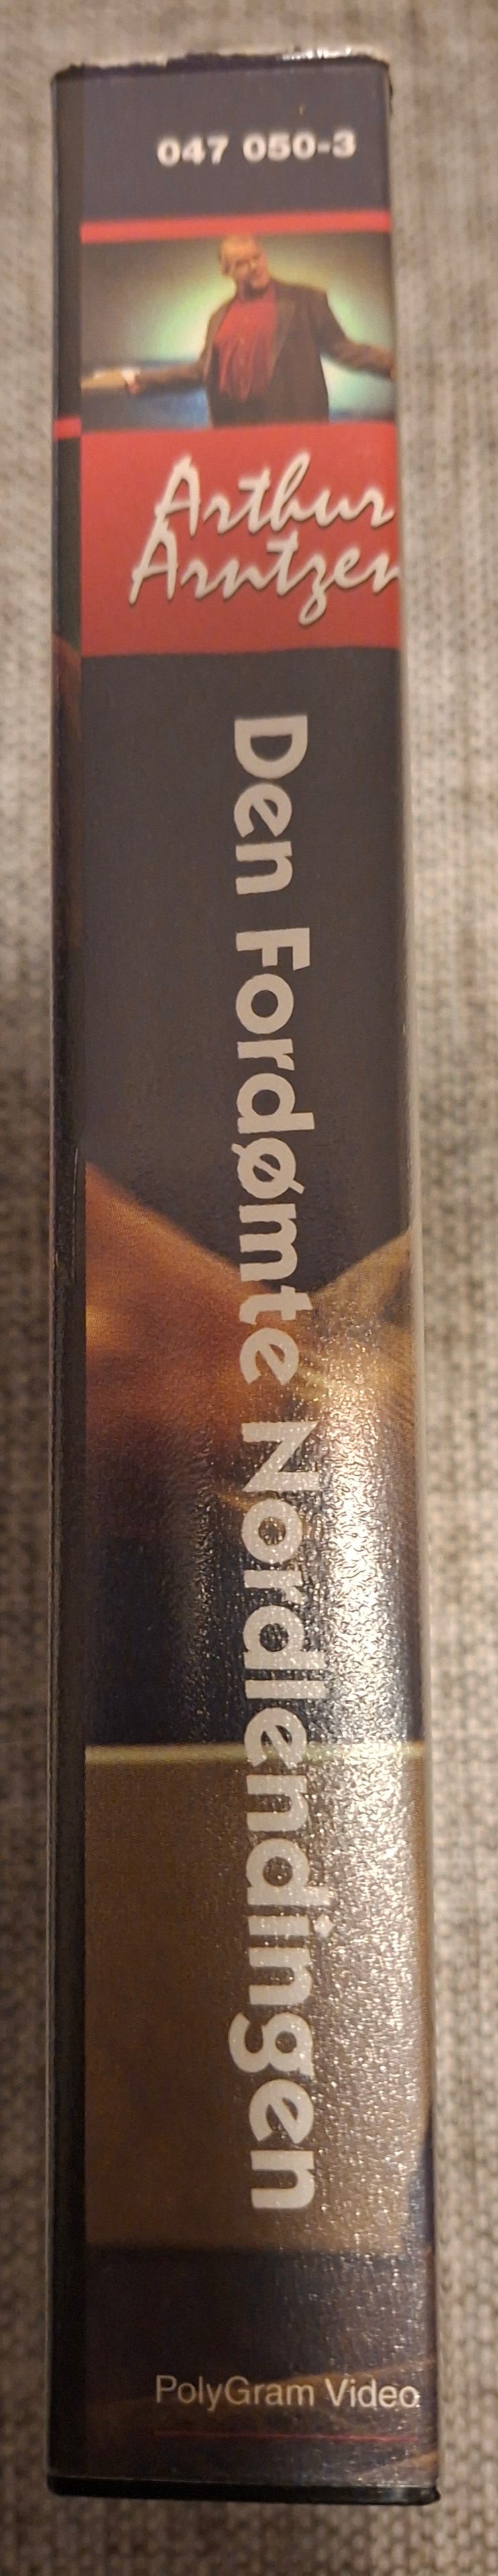 047 050-3
Arthur
Arntzen
Den Fordømte Nordlendingen
PolyGram Video